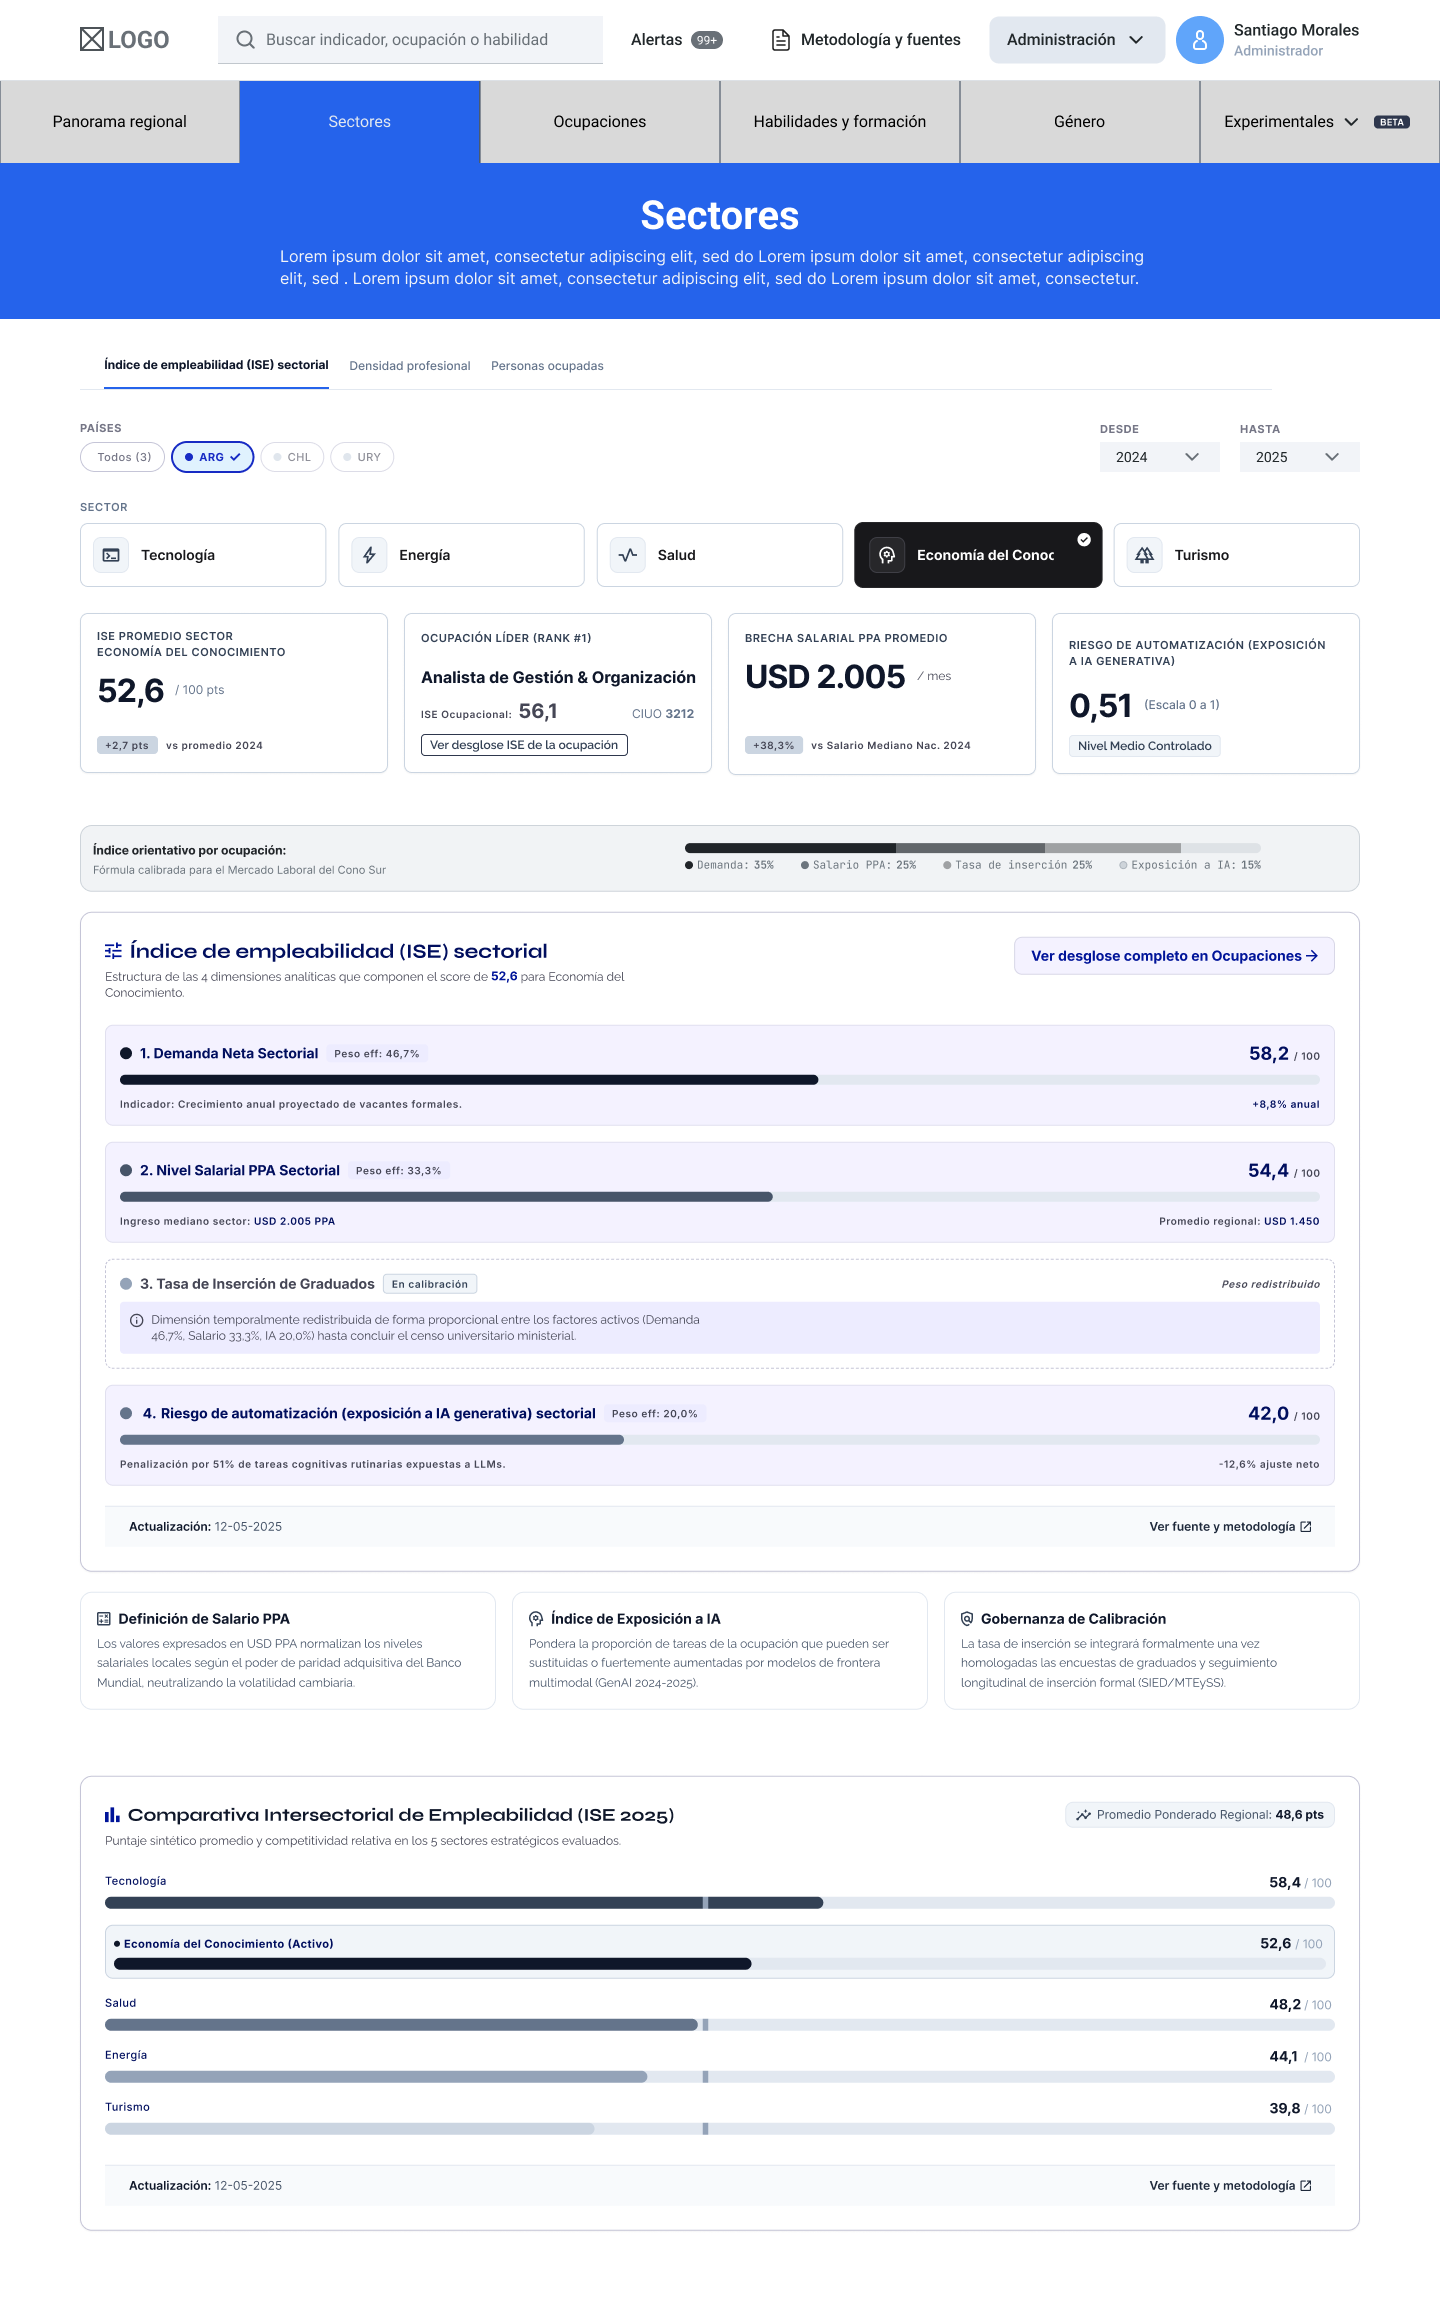 LOGO
Buscar indicador, ocupación o habilidad
Alertas 99+
Metodología y fuentes
Administración
Santiago Morales
Administrador
Panorama regional
Sectores
Ocupaciones
Habilidades y formación
Género
Experimentales BETA
Sectores
Lorem ipsum dolor sit amet, consectetur adipiscing elit, sed do Lorem ipsum dolor sit amet, consectetur adipiscing
elit, sed . Lorem ipsum dolor sit amet, consectetur adipiscing elit, sed do Lorem ipsum dolor sit amet, consectetur.
Índice de empleabilidad (ISE) sectorial
Densidad profesional
Personas ocupadas
PAÍSES
Todos (3)
ARG
CHL
URY
DESDE
2024
HASTA
2025
SECTOR
Tecnología
Energía
Salud
Economía del Conoc
Turismo
ISE PROMEDIO SECTOR
ECONOMÍA DEL CONOCIMIENTO
52,6 / 100 pts
+2,7 pts vs promedio 2024
OCUPACIÓN LÍDER (RANK #1)
Analista de Gestión & Organización
ISE Ocupacional: 56,1 CIUO 3212
Ver desglose ISE de la ocupación
BRECHA SALARIAL PPA PROMEDIO
USD 2.005 / mes
+38,3% vs Salario Mediano Nac. 2024
RIESGO DE AUTOMATIZACIÓN (EXPOSICIÓN
A IA GENERATIVA)
0,51 (Escala 0 a 1)
Nivel Medio Controlado
Índice orientativo por ocupación:
Fórmula calibrada para el Mercado Laboral del Cono Sur
Demanda: 35% Salario PPA: 25% Tasa de inserción 25% Exposición a IA: 15%
Índice de empleabilidad (ISE) sectorial
Estructura de las 4 dimensiones analíticas que componen el score de 52,6 para Economía del
Conocimiento.
Ver desglose completo en Ocupaciones
1. Demanda Neta Sectorial Peso eff: 46,7% 58,2 / 100
Indicador: Crecimiento anual proyectado de vacantes formales. +8,8% anual
2. Nivel Salarial PPA Sectorial Peso eff: 33,3% 54,4 / 100
Ingreso mediano sector: USD 2.005 PPA Promedio regional: USD 1.450
3. Tasa de Inserción de Graduados En calibración Peso redistribuido
Dimensión temporalmente redistribuida de forma proporcional entre los factores activos (Demanda
46,7%, Salario 33,3%, IA 20,0%) hasta concluir el censo universitario ministerial.
4. Riesgo de automatización (exposición a IA generativa) sectorial Peso eff: 20,0% 42,0 / 100
Penalización por 51% de tareas cognitivas rutinarias expuestas a LLMs. -12,6% ajuste neto
Actualización: 12-05-2025 Ver fuente y metodología
Definición de Salario PPA
Los valores expresados en USD PPA normalizan los niveles
salariales locales según el poder de paridad adquisitiva del Banco
Mundial, neutralizando la volatilidad cambiaria.
Índice de Exposición a IA
Pondera la proporción de tareas de la ocupación que pueden ser
sustituidas o fuertemente aumentadas por modelos de frontera
multimodal (GenAI 2024-2025).
Gobernanza de Calibración
La tasa de inserción se integrará formalmente una vez
homologadas las encuestas de graduados y seguimiento
longitudinal de inserción formal (SIED/MTEySS).
Comparativa Intersectorial de Empleabilidad (ISE 2025)
Puntaje sintético promedio y competitividad relativa en los 5 sectores estratégicos evaluados.
Promedio Ponderado Regional: 48,6 pts
Tecnología 58,4 / 100
Economía del Conocimiento (Activo) 52,6 / 100
Salud 48,2 / 100
Energía 44,1 / 100
Turismo 39,8 / 100
Actualización: 12-05-2025 Ver fuente y metodología